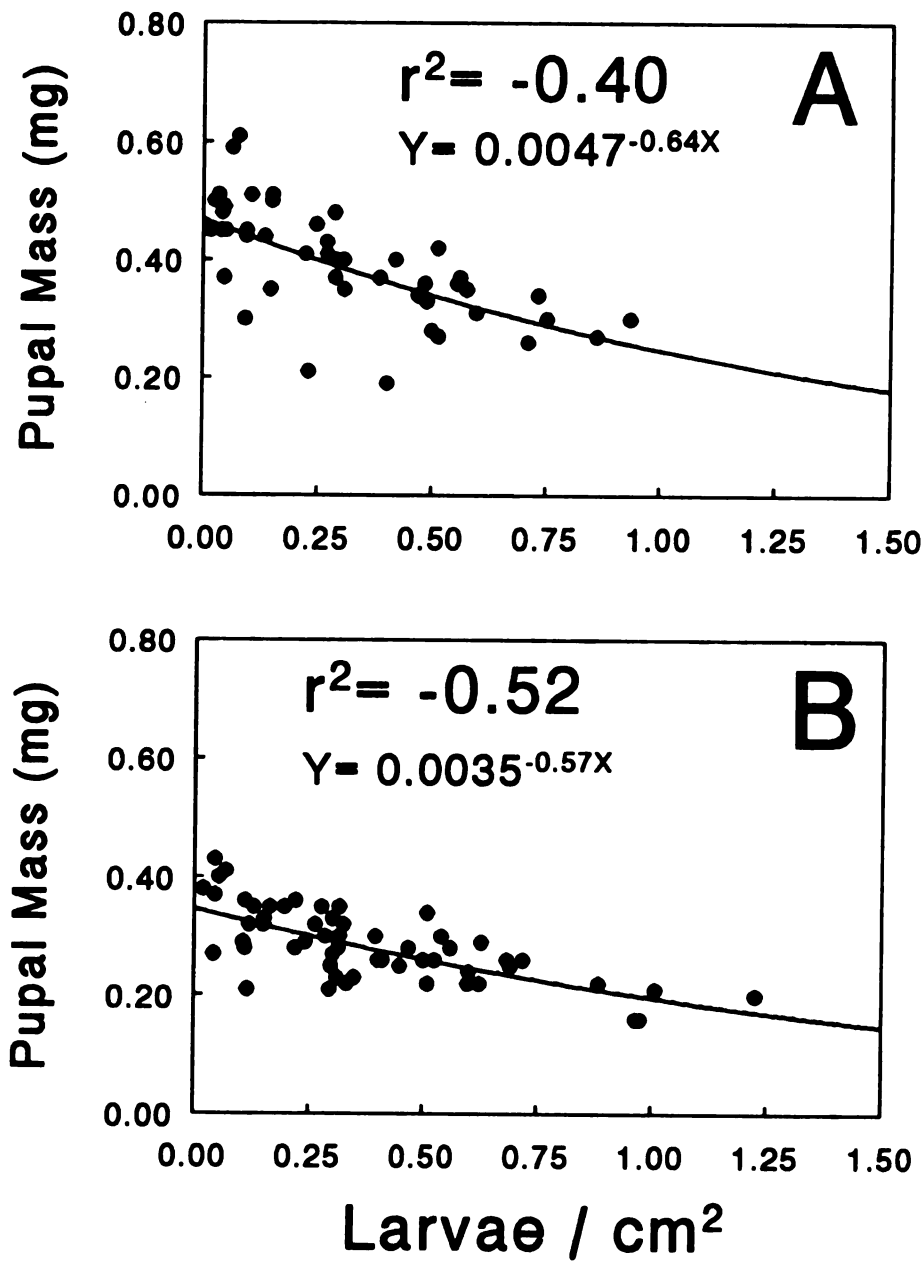 0.80
r²= -0.40
A
Y= 0.0047^-0.64X
0.60
0.40
0.20
0.00
Pupal Mass (mg)
0.00 0.25 0.50 0.75 1.00 1.25 1.50
0.80
r²= -0.52
B
Y= 0.0035^-0.57X
0.60
0.40
0.20
0.00
Pupal Mass (mg)
0.00 0.25 0.50 0.75 1.00 1.25 1.50
Larvae / cm²